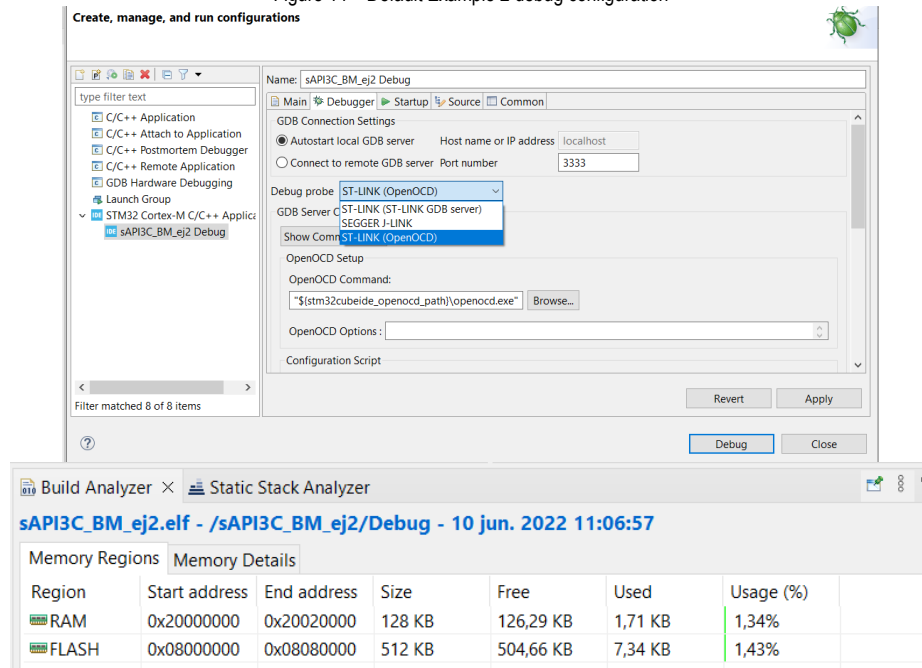 Figure 11 – Default Example 2 debug configuration
Create, manage, and run configurations
Name: sAPI3C_BM_ej2 Debug
type filter text
Main Debugger Startup Source Common
C/C++ Application
C/C++ Attach to Application
C/C++ Postmortem Debugger
C/C++ Remote Application
GDB Hardware Debugging
Launch Group
STM32 Cortex-M C/C++ Applica
sAPI3C_BM_ej2 Debug
Filter matched 8 of 8 items
GDB Connection Settings
Autostart local GDB server Host name or IP address localhost
Connect to remote GDB server Port number 3333
Debug probe ST-LINK (OpenOCD)
ST-LINK (ST-LINK GDB server)
SEGGER J-LINK
ST-LINK (OpenOCD)
GDB Server C
Show Comm
OpenOCD Setup
OpenOCD Command:
"${stm32cubeide_openocd_path}\openocd.exe" Browse...
OpenOCD Options :
Configuration Script
Revert Apply
Debug Close
Build Analyzer Static Stack Analyzer
sAPI3C_BM_ej2.elf - /sAPI3C_BM_ej2/Debug - 10 jun. 2022 11:06:57
Memory Regions Memory Details
Region Start address End address Size Free Used Usage (%)
RAM 0x20000000 0x20020000 128 KB 126,29 KB 1,71 KB 1,34%
FLASH 0x08000000 0x08080000 512 KB 504,66 KB 7,34 KB 1,43%